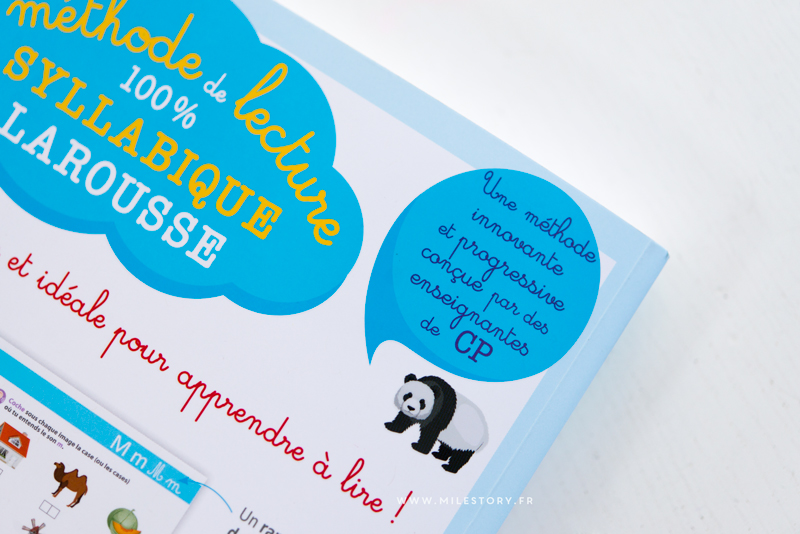 méthode de lecture
100%
SYLLABIQUE
LAROUSSE
Une méthode
innovante
et progressive
conçue par des
enseignantes
de CP
et idéale pour apprendre à lire !
Coche sous chaque image la case (ou les cases)
où tu entends le son m.
M m M m
Un
WWW.MILESTORY.FR